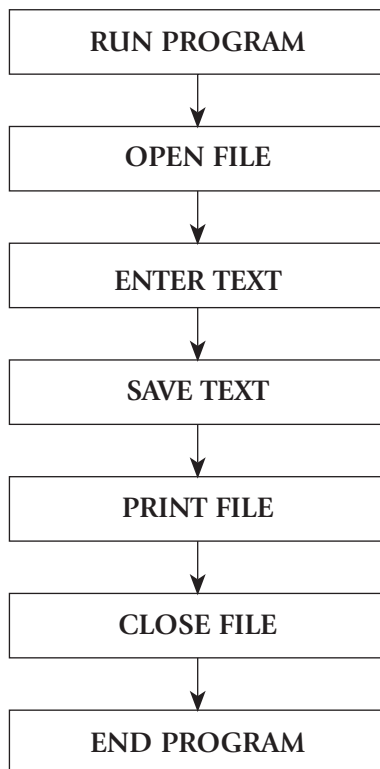 RUN PROGRAM
OPEN FILE
ENTER TEXT
SAVE TEXT
PRINT FILE
CLOSE FILE
END PROGRAM